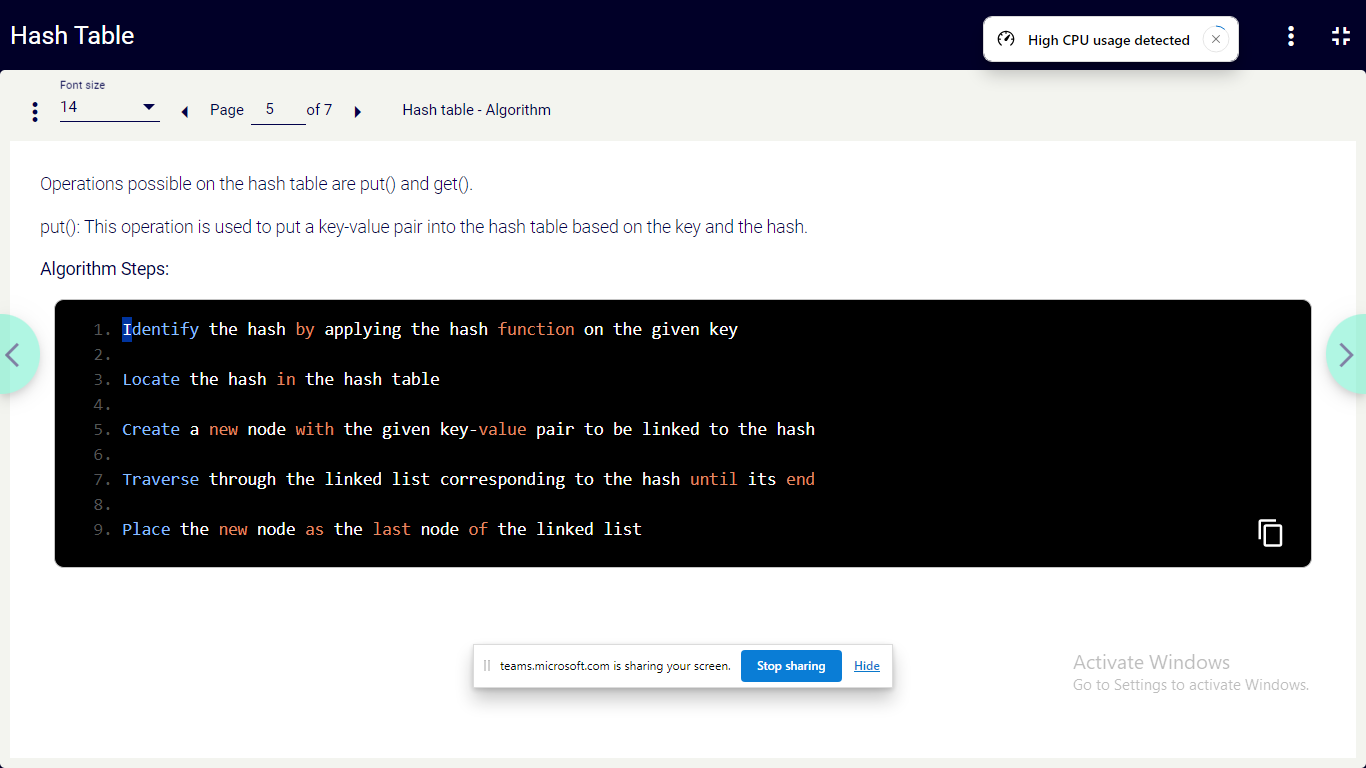 Hash Table
High CPU usage detected
Font size
14
Page 5 of 7
Hash table - Algorithm
Operations possible on the hash table are put() and get().
put(): This operation is used to put a key-value pair into the hash table based on the key and the hash.
Algorithm Steps:
1. Identify the hash by applying the hash function on the given key
2.
3. Locate the hash in the hash table
4.
5. Create a new node with the given key-value pair to be linked to the hash
6.
7. Traverse through the linked list corresponding to the hash until its end
8.
9. Place the new node as the last node of the linked list
teams.microsoft.com is sharing your screen.
Stop sharing
Hide
Activate Windows
Go to Settings to activate Windows.